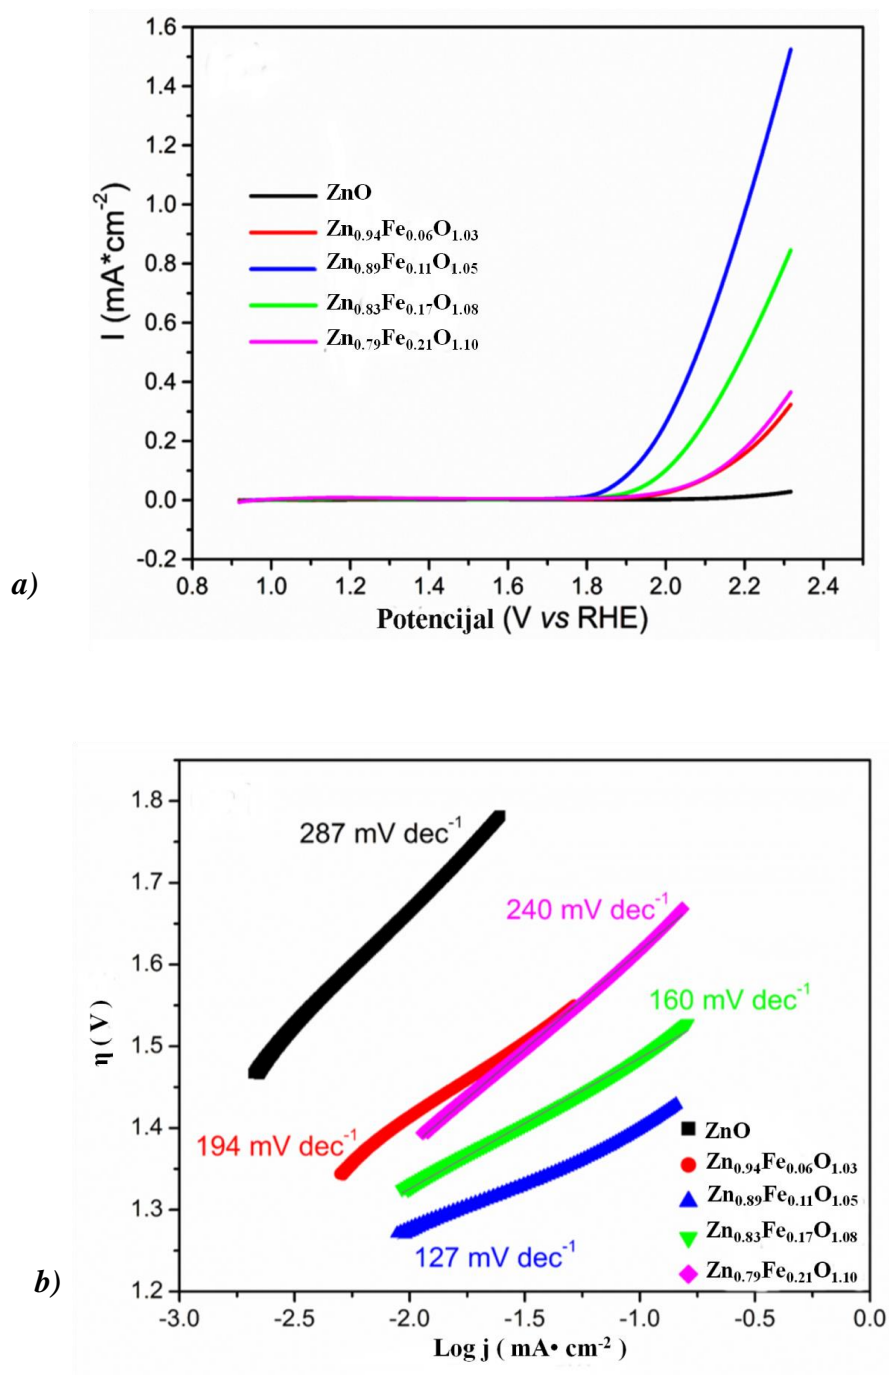 1.6
1.4
1.2
1.0
0.8
0.6
0.4
0.2
0.0
-0.2
I (mA*cm⁻²)
ZnO
Zn₀.₉₄Fe₀.₀₆O₁.₀₃
Zn₀.₈₉Fe₀.₁₁O₁.₀₅
Zn₀.₈₃Fe₀.₁₇O₁.₀₈
Zn₀.₇₉Fe₀.₂₁O₁.₁₀
0.8 1.0 1.2 1.4 1.6 1.8 2.0 2.2 2.4
Potencijal (V vs RHE)
a)
1.8
1.7
1.6
1.5
1.4
1.3
1.2
η ( V )
287 mV dec⁻¹
240 mV dec⁻¹
160 mV dec⁻¹
194 mV dec⁻¹
127 mV dec⁻¹
ZnO
Zn₀.₉₄Fe₀.₀₆O₁.₀₃
Zn₀.₈₉Fe₀.₁₁O₁.₀₅
Zn₀.₈₃Fe₀.₁₇O₁.₀₈
Zn₀.₇₉Fe₀.₂₁O₁.₁₀
-3.0 -2.5 -2.0 -1.5 -1.0 -0.5 0.0
Log j ( mA• cm⁻² )
b)